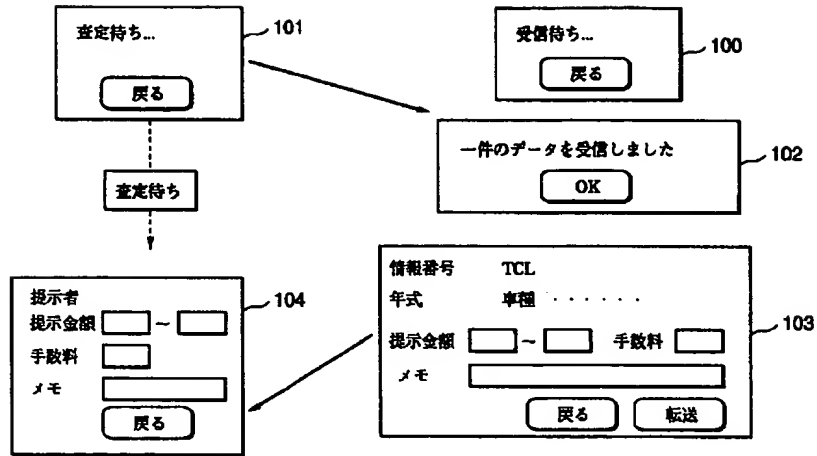 査定待ち...
戻る
101
受信待ち...
戻る
100
一件のデータを受信しました
OK
102
査定待ち
提示者
提示金額 ～
手数料
メモ
戻る
104
情報番号 TCL
年式 車種 ・・・・・・
提示金額 ～ 手数料
メモ
戻る 転送
103